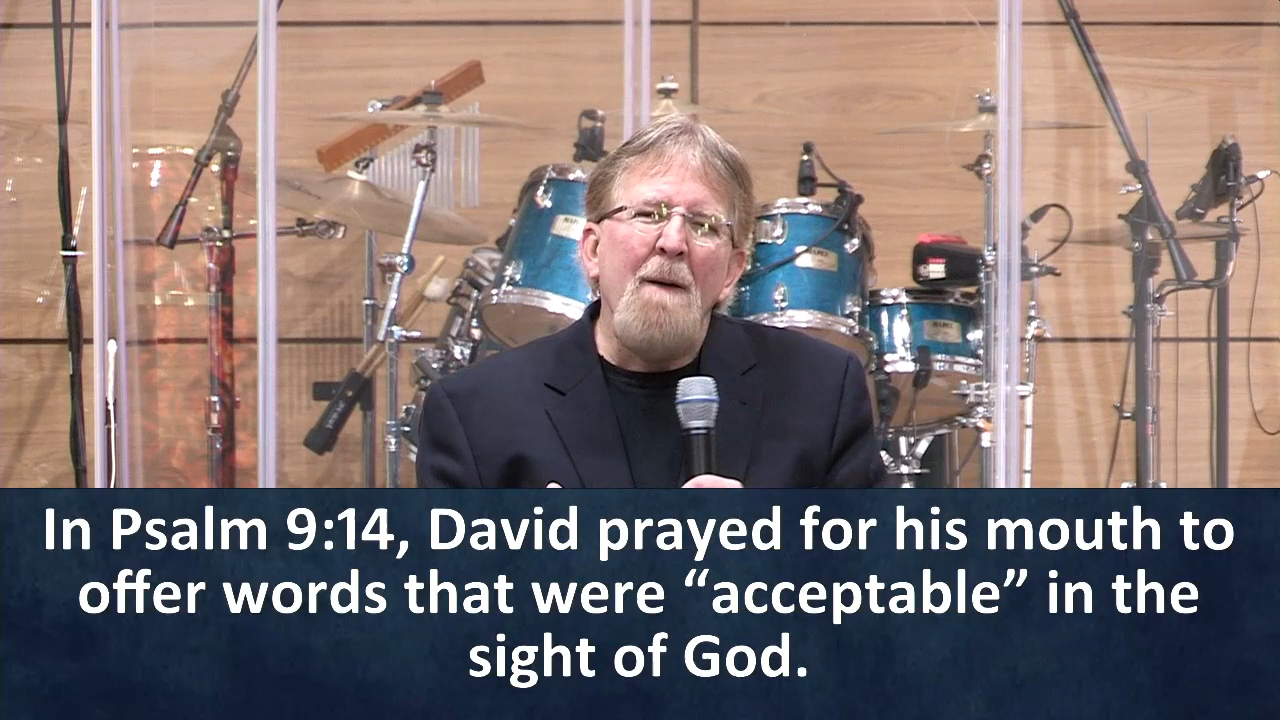 In Psalm 9:14, David prayed for his mouth to
offer words that were “acceptable” in the
sight of God.